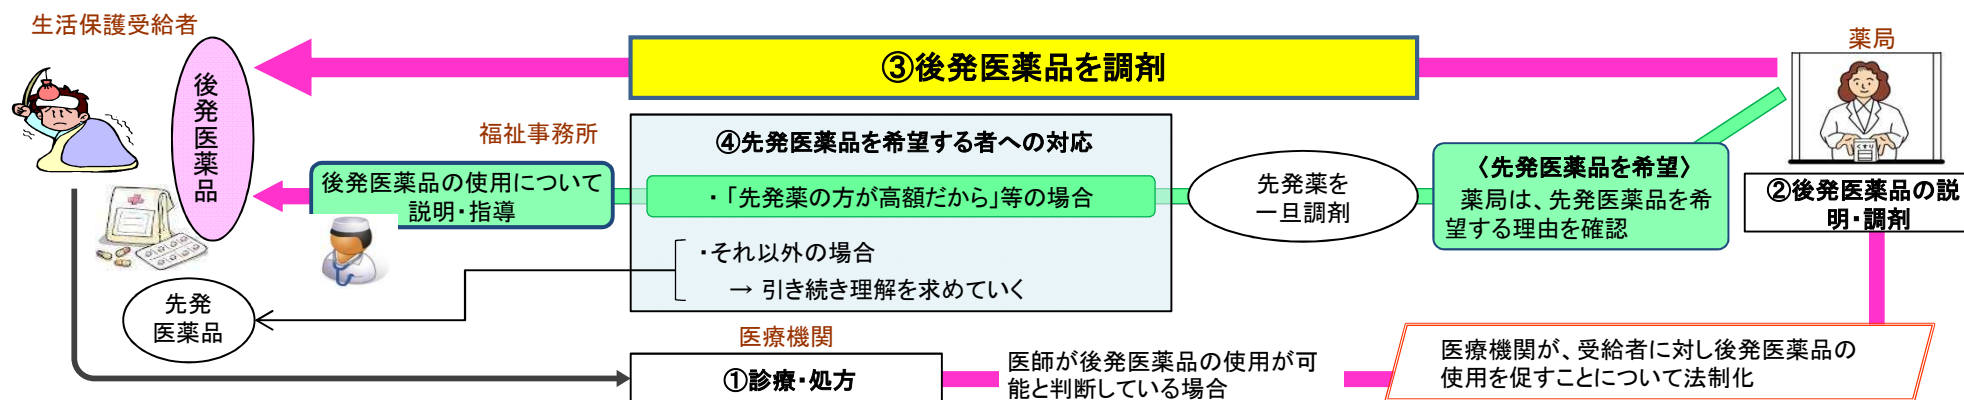 生活保護受給者
後発医薬品
③後発医薬品を調剤
薬局
福祉事務所
後発医薬品の使用について
説明・指導
④先発医薬品を希望する者への対応
・「先発薬の方が高額だから」等の場合
・それ以外の場合
→ 引き続き理解を求めていく
先発薬を
一旦調剤
〈先発医薬品を希望〉
薬局は、先発医薬品を希
望する理由を確認
くすり
②後発医薬品の説
明・調剤
先発
医薬品
医療機関
①診療・処方
医師が後発医薬品の使用が可
能と判断している場合
医療機関が、受給者に対し後発医薬品の
使用を促すことについて法制化